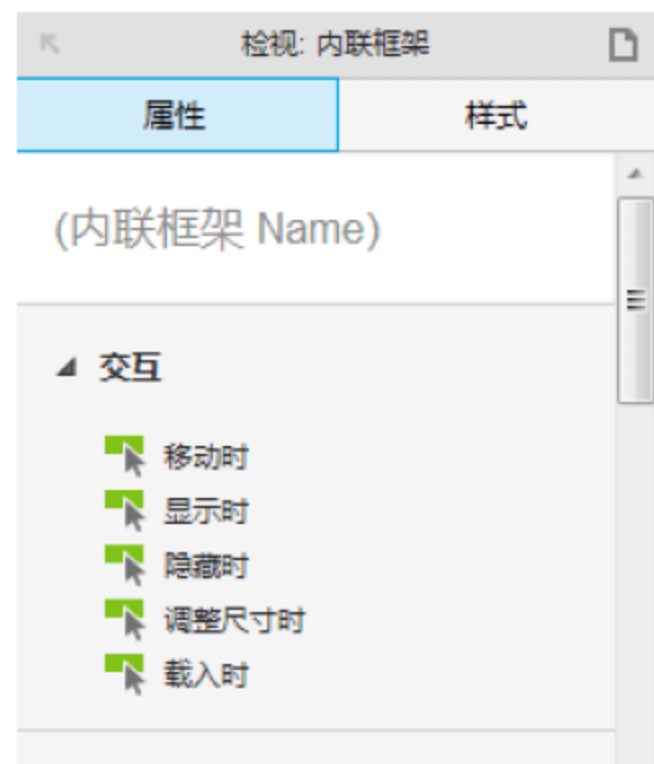 检视: 内联框架
属性 样式
(内联框架 Name)
交互
移动时
显示时
隐藏时
调整尺寸时
载入时